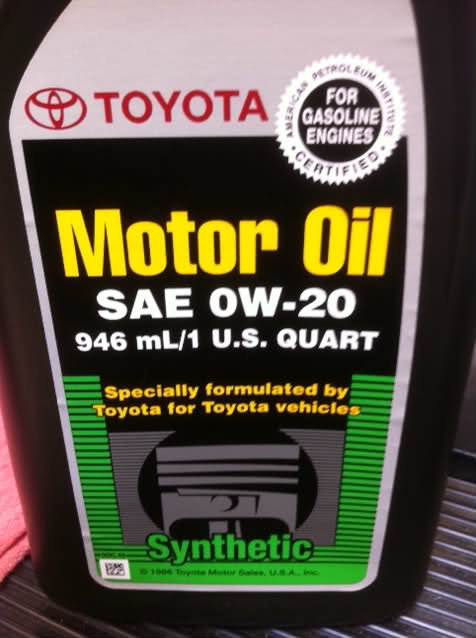 TOYOTA
AMERICAN PETROLEUM INSTITUTE
FOR
GASOLINE
ENGINES
CERTIFIED
Motor Oil
SAE 0W-20
946 mL/1 U.S. QUART
Specially formulated by
Toyota for Toyota vehicles
Synthetic
© 1986 Toyota Motor Sales, U.S.A., Inc.